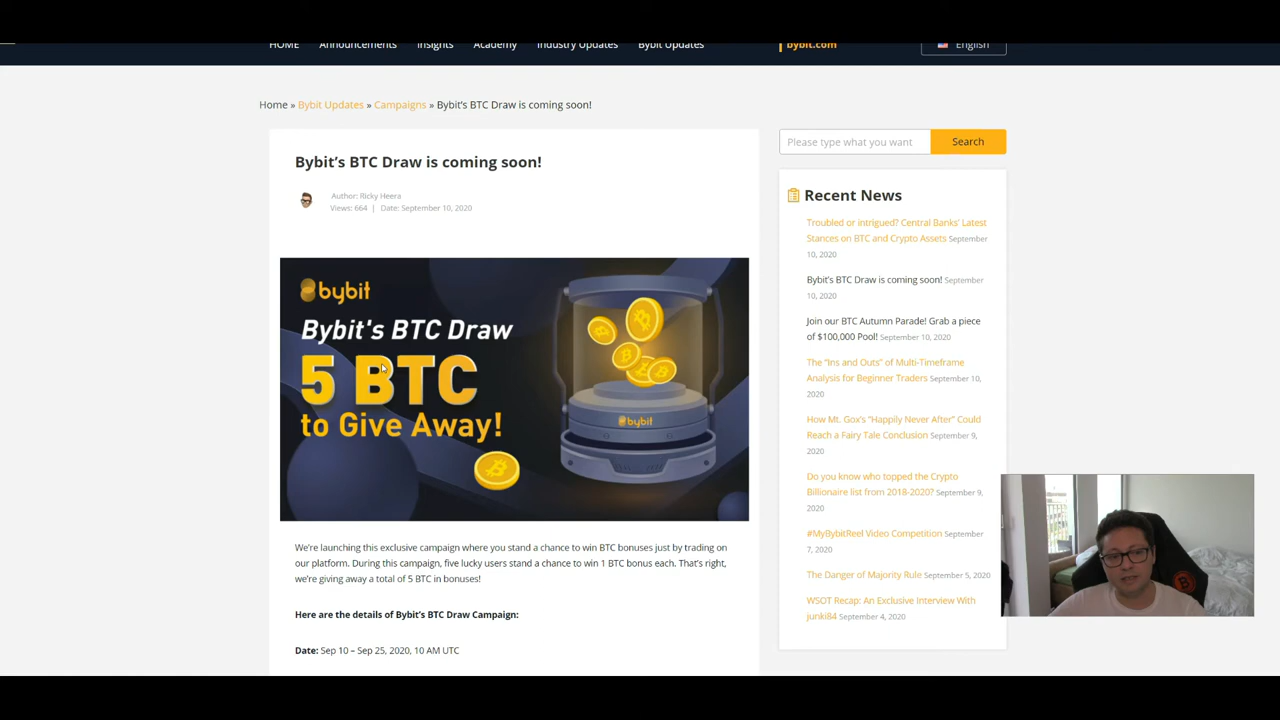 HOME Announcements Insights Academy Industry Updates Bybit Updates bybit.com English
Home » Bybit Updates » Campaigns » Bybit's BTC Draw is coming soon!
Bybit's BTC Draw is coming soon!
Author: Ricky Heera
Views: 664 | Date: September 10, 2020
bybit
Bybit's BTC Draw
5 BTC
to Give Away!
bybit
We're launching this exclusive campaign where you stand a chance to win BTC bonuses just by trading on
our platform. During this campaign, five lucky users stand a chance to win 1 BTC bonus each. That's right,
we're giving away a total of 5 BTC in bonuses!
Here are the details of Bybit's BTC Draw Campaign:
Date: Sep 10 – Sep 25, 2020, 10 AM UTC
Please type what you want Search
Recent News
Troubled or intrigued? Central Banks' Latest
Stances on BTC and Crypto Assets September
10, 2020
Bybit's BTC Draw is coming soon! September
10, 2020
Join our BTC Autumn Parade! Grab a piece
of $100,000 Pool! September 10, 2020
The "Ins and Outs" of Multi-Timeframe
Analysis for Beginner Traders September 10,
2020
How Mt. Gox's "Happily Never After" Could
Reach a Fairy Tale Conclusion September 9,
2020
Do you know who topped the Crypto
Billionaire list from 2018-2020? September 9,
2020
#MyBybitReel Video Competition September
7, 2020
The Danger of Majority Rule September 5, 2020
WSOT Recap: An Exclusive Interview With
junki84 September 4, 2020